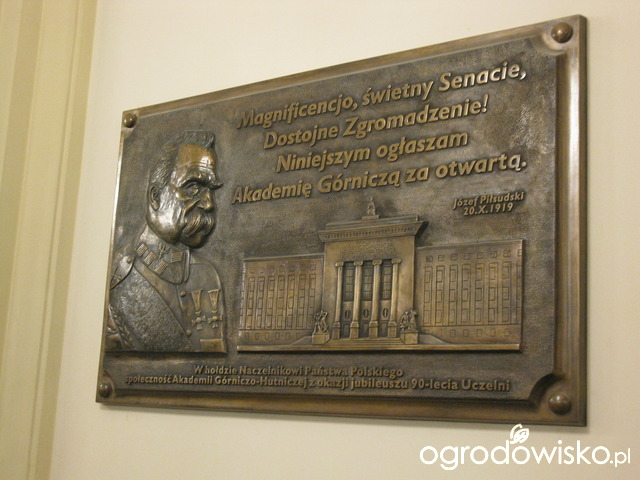 Magnificencjo, świetny Senacie,
Dostojne Zgromadzenie!
Niniejszym ogłaszam
Akademię Górniczą za otwartą.
Józef Piłsudski
20.X.1919
W hołdzie Naczelnikowi Państwa Polskiego
społeczność Akademii Górniczo-Hutniczej z okazji jubileuszu 90-lecia Uczelni
ogrodowisko.pl